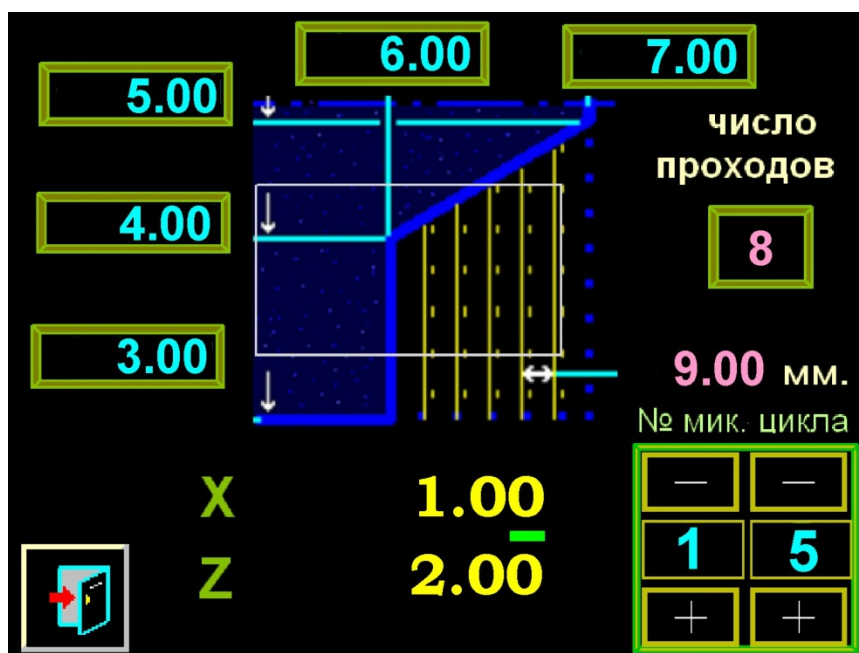 6.00
7.00
5.00
число
проходов
4.00
8
3.00
9.00 мм.
№ мик. цикла
X 1.00
1 5
Z 2.00